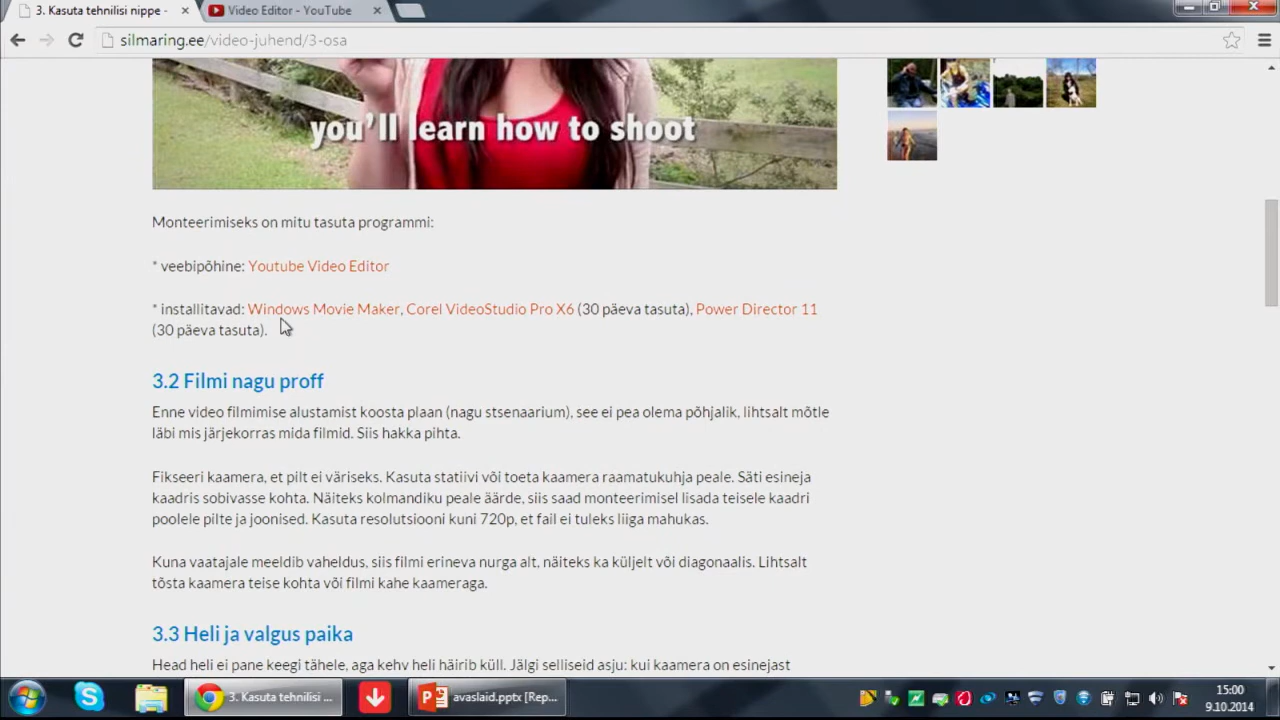 3. Kasuta tehnilisi nippe -
Video Editor - YouTube
silmaring.ee/video-juhend/3-osa
you'll learn how to shoot
Monteerimiseks on mitu tasuta programmi:
* veebipõhine: Youtube Video Editor
* installitavad: Windows Movie Maker, Corel VideoStudio Pro X6 (30 päeva tasuta), Power Director 11
(30 päeva tasuta).
3.2 Filmi nagu proff
Enne video filmimise alustamist koosta plaan (nagu stsenaarium), see ei pea olema põhjalik, lihtsalt mõtle
läbi mis järjekorras mida filmid. Siis hakka pihta.
Fikseeri kaamera, et pilt ei väriseks. Kasuta statiivi või toeta kaamera raamatukuhja peale. Säti esineja
kaadris sobivasse kohta. Näiteks kolmandiku peale äärde, siis saad monteerimisel lisada teisele kaadri
poolele pilte ja joonised. Kasuta resolutsiooni kuni 720p, et fail ei tuleks liiga mahukas.
Kuna vaatajale meeldib vaheldus, siis filmi erineva nurga alt, näiteks ka küljelt või diagonaalis. Lihtsalt
tõsta kaamera teise kohta või filmi kahe kaameraga.
3.3 Heli ja valgus paika
Head heli ei pane keegi tähele, aga kehv heli häirib küll. Jälgi selliseid asju: kui kaamera on esinejast
3. Kasuta tehnilisi ...
avaslaid.pptx [Rep...
15:00
9.10.2014